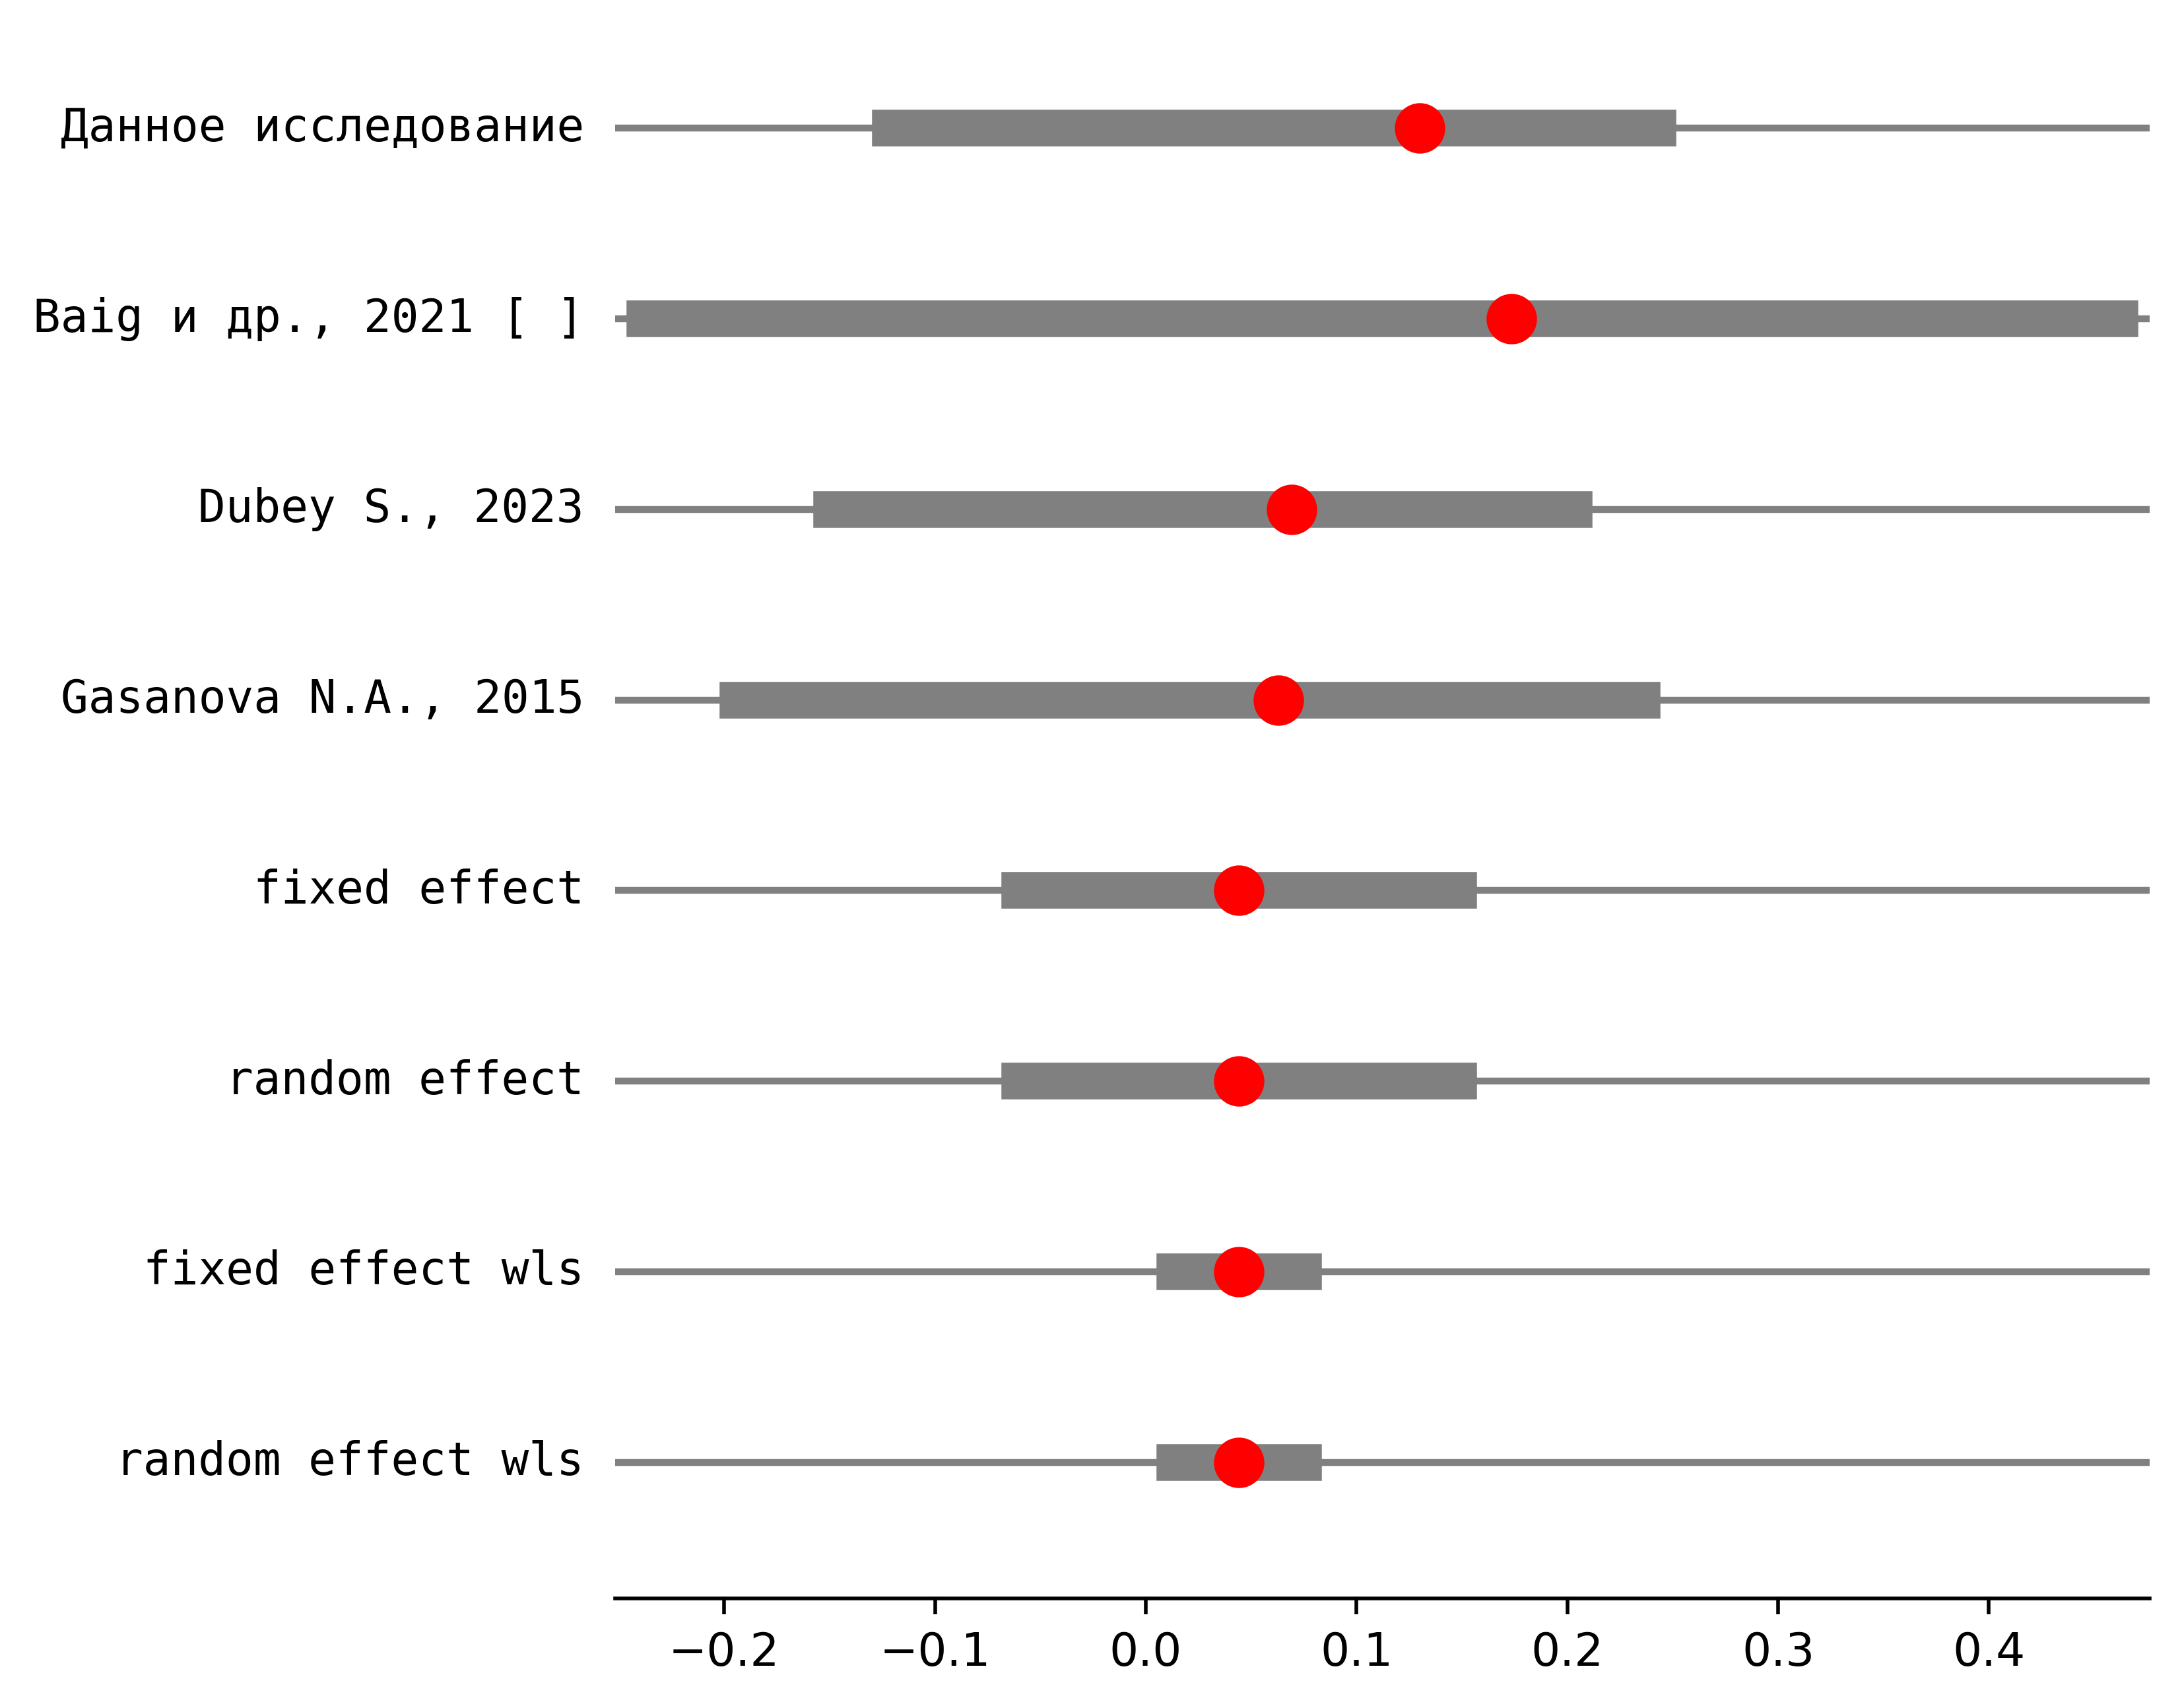 Данное исследование
Baig и др., 2021 [ ]
Dubey S., 2023
Gasanova N.A., 2015
fixed effect
random effect
fixed effect wls
random effect wls
−0.2 −0.1 0.0 0.1 0.2 0.3 0.4